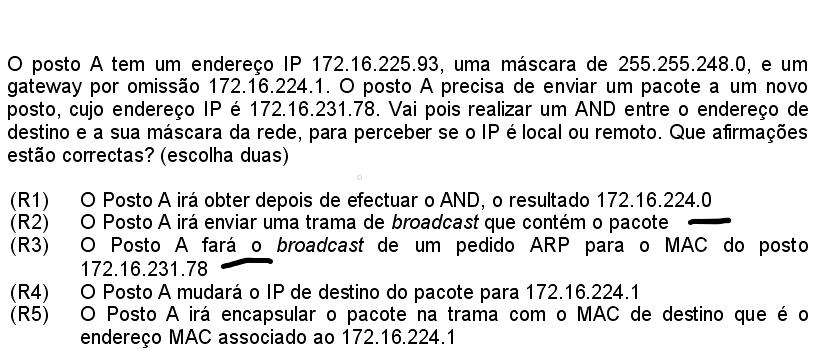 O posto A tem um endereço IP 172.16.225.93, uma máscara de 255.255.248.0, e um
gateway por omissão 172.16.224.1. O posto A precisa de enviar um pacote a um novo
posto, cujo endereço IP é 172.16.231.78. Vai pois realizar um AND entre o endereço de
destino e a sua máscara da rede, para perceber se o IP é local ou remoto. Que afirmações
estão correctas? (escolha duas)
(R1) O Posto A irá obter depois de efectuar o AND, o resultado 172.16.224.0
(R2) O Posto A irá enviar uma trama de broadcast que contém o pacote
(R3) O Posto A fará o broadcast de um pedido ARP para o MAC do posto
172.16.231.78
(R4) O Posto A mudará o IP de destino do pacote para 172.16.224.1
(R5) O Posto A irá encapsular o pacote na trama com o MAC de destino que é o
endereço MAC associado ao 172.16.224.1